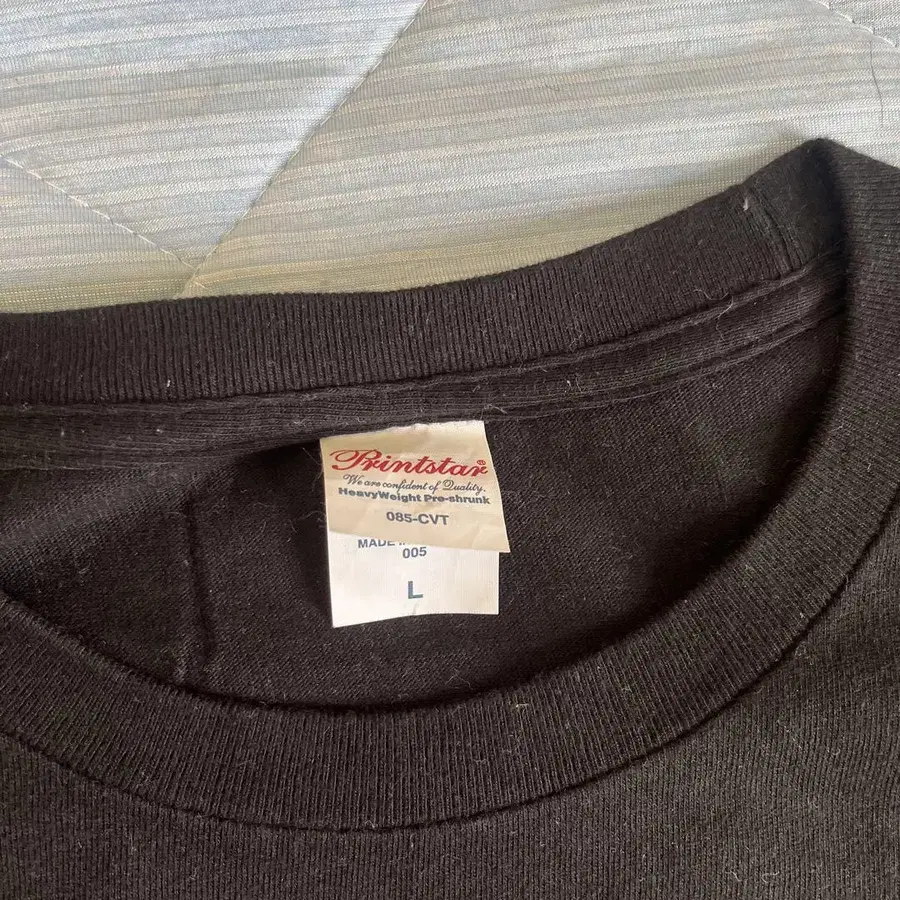 Printstar®
We are confident of Quality.
HeavyWeight Pre-shrunk
085-CVT
MADE
005
L